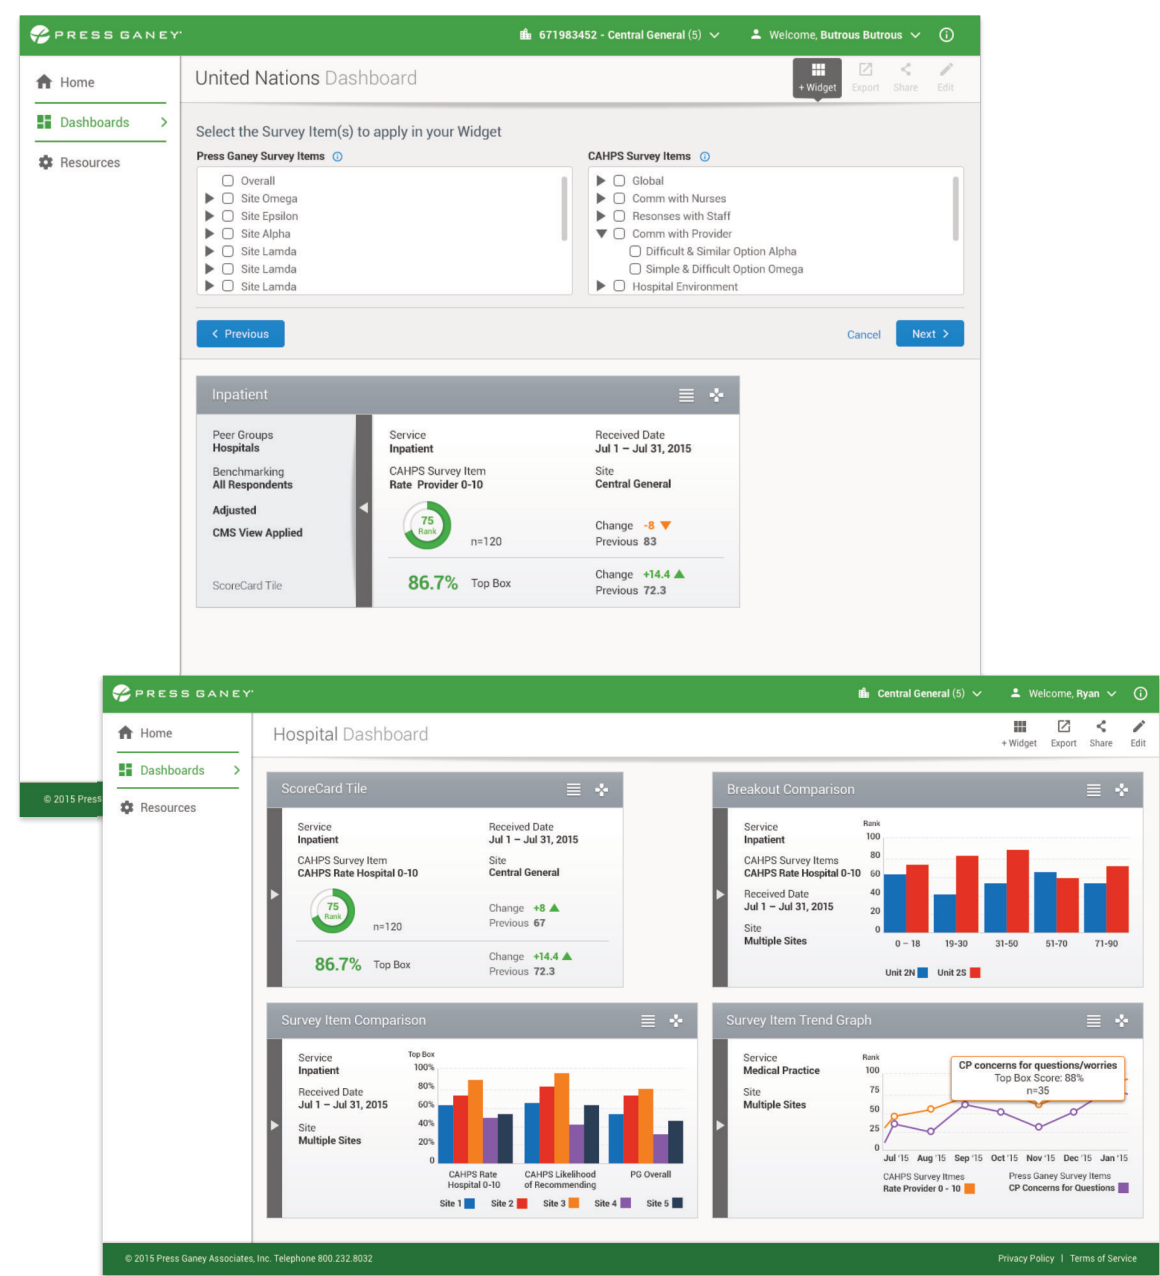 PRESS GANEY
671983452 - Central General (5)
Welcome, Butrous Butrous
Home
Dashboards
Resources
United Nations Dashboard
+ Widget
Export
Share
Edit
Select the Survey Item(s) to apply in your Widget
Press Ganey Survey Items
Overall
Site Omega
Site Epsilon
Site Alpha
Site Lamda
Site Lamda
Site Lamda
CAHPS Survey Items
Global
Comm with Nurses
Resonses with Staff
Comm with Provider
Difficult & Similar Option Alpha
Simple & Difficult Option Omega
Hospital Environment
< Previous
Cancel
Next >
Inpatient
Peer Groups
Hospitals
Benchmarking
All Respondents
Adjusted
CMS View Applied
ScoreCard Tile
Service
Inpatient
CAHPS Survey Item
Rate Provider 0-10
75
Rank
n=120
Received Date
Jul 1 – Jul 31, 2015
Site
Central General
Change -8
Previous 83
86.7% Top Box
Change +14.4
Previous 72.3
© 2015 Press
PRESS GANEY
Central General (5)
Welcome, Ryan
Home
Dashboards
Resources
Hospital Dashboard
+ Widget
Export
Share
Edit
ScoreCard Tile
Service
Inpatient
CAHPS Survey Item
CAHPS Rate Hospital 0-10
75
Rank
n=120
Received Date
Jul 1 – Jul 31, 2015
Site
Central General
Change +8
Previous 67
86.7% Top Box
Change +14.4
Previous 72.3
Breakout Comparison
Service
Inpatient
CAHPS Survey Items
CAHPS Rate Hospital 0-10
Received Date
Jul 1 – Jul 31, 2015
Site
Multiple Sites
Rank
100
80
60
40
20
0
0 – 18 19-30 31-50 51-70 71-90
Unit 2N Unit 2S
Survey Item Comparison
Service
Inpatient
Received Date
Jul 1 – Jul 31, 2015
Site
Multiple Sites
Top Box
100%
80%
60%
40%
20%
0
CAHPS Rate
Hospital 0-10
CAHPS Likelihood
of Recommending
PG Overall
Site 1 Site 2 Site 3 Site 4 Site 5
Survey Item Trend Graph
Service
Medical Practice
Site
Multiple Sites
Rank
100
75
50
25
0
CP concerns for questions/worries
Top Box Score: 88%
n=35
Jul '15 Aug '15 Sep '15 Oct '15 Nov '15 Dec '15 Jan '15
CAHPS Survey Itmes
Rate Provider 0 - 10
Press Ganey Survey Items
CP Concerns for Questions
© 2015 Press Ganey Associates, Inc. Telephone 800.232.8032
Privacy Policy | Terms of Service